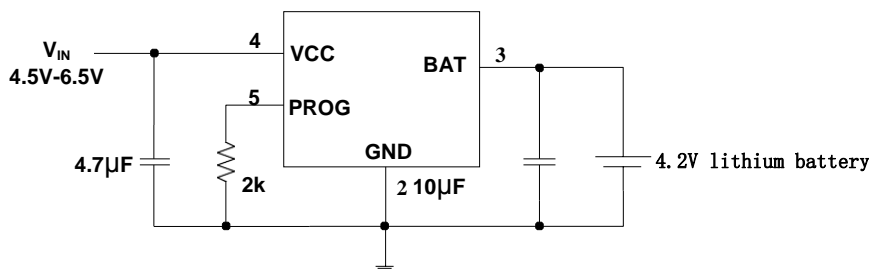 VIN
4.5V-6.5V
4
VCC
3
BAT
5
PROG
GND
4.7μF
2k
2 10μF
4.2V lithium battery